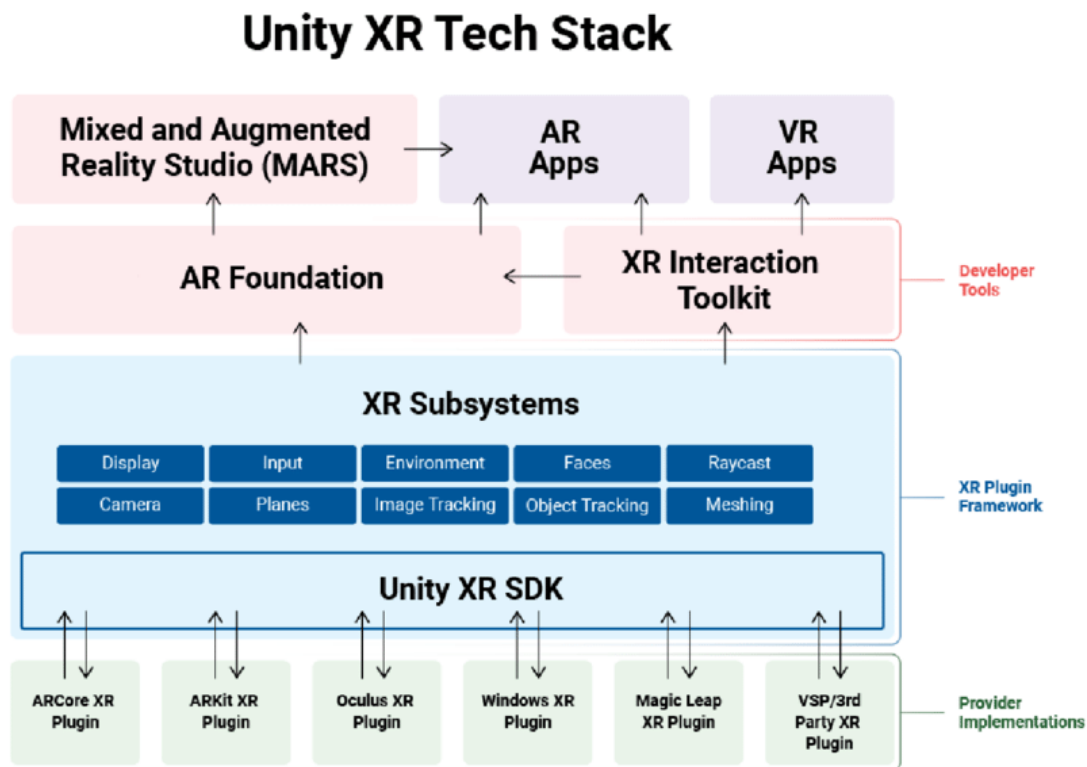 Unity XR Tech Stack
Mixed and Augmented
Reality Studio (MARS)
AR
Apps
VR
Apps
AR Foundation
XR Interaction
Toolkit
Developer
Tools
XR Subsystems
Display
Input
Environment
Faces
Raycast
Camera
Planes
Image Tracking
Object Tracking
Meshing
XR Plugin
Framework
Unity XR SDK
ARCore XR
Plugin
ARKit XR
Plugin
Oculus XR
Plugin
Windows XR
Plugin
Magic Leap
XR Plugin
VSP/3rd
Party XR
Plugin
Provider
Implementations